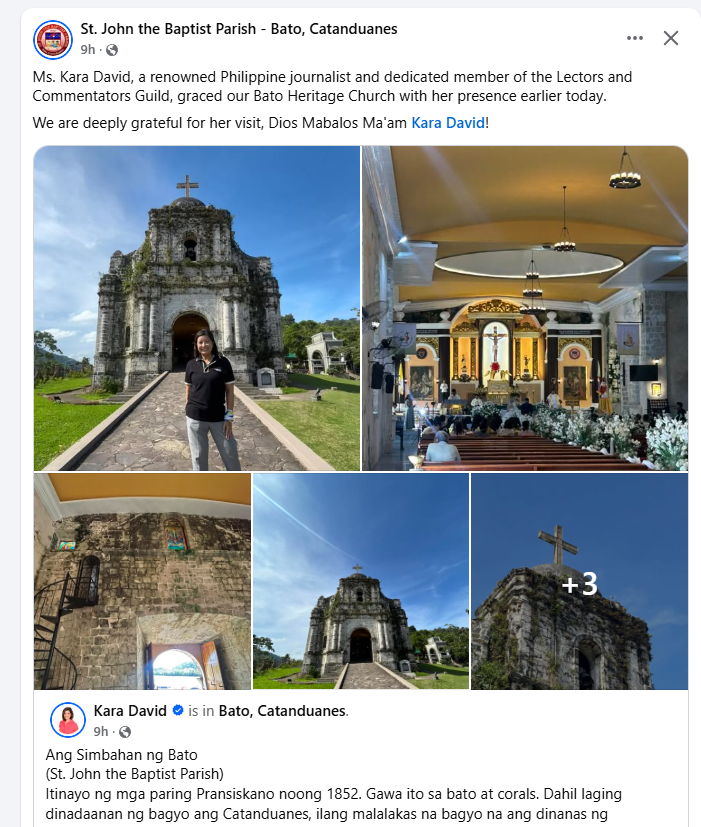 St. John the Baptist Parish - Bato, Catanduanes
9h ·
Ms. Kara David, a renowned Philippine journalist and dedicated member of the Lectors and
Commentators Guild, graced our Bato Heritage Church with her presence earlier today.
We are deeply grateful for her visit, Dios Mabalos Ma'am Kara David!
+3
Kara David is in Bato, Catanduanes.
9h ·
Ang Simbahan ng Bato
(St. John the Baptist Parish)
Itinayo ng mga paring Pransiskano noong 1852. Gawa ito sa bato at corals. Dahil laging
dinadaanan ng bagyo ang Catanduanes, ilang malalakas na bagyo na ang dinanas ng